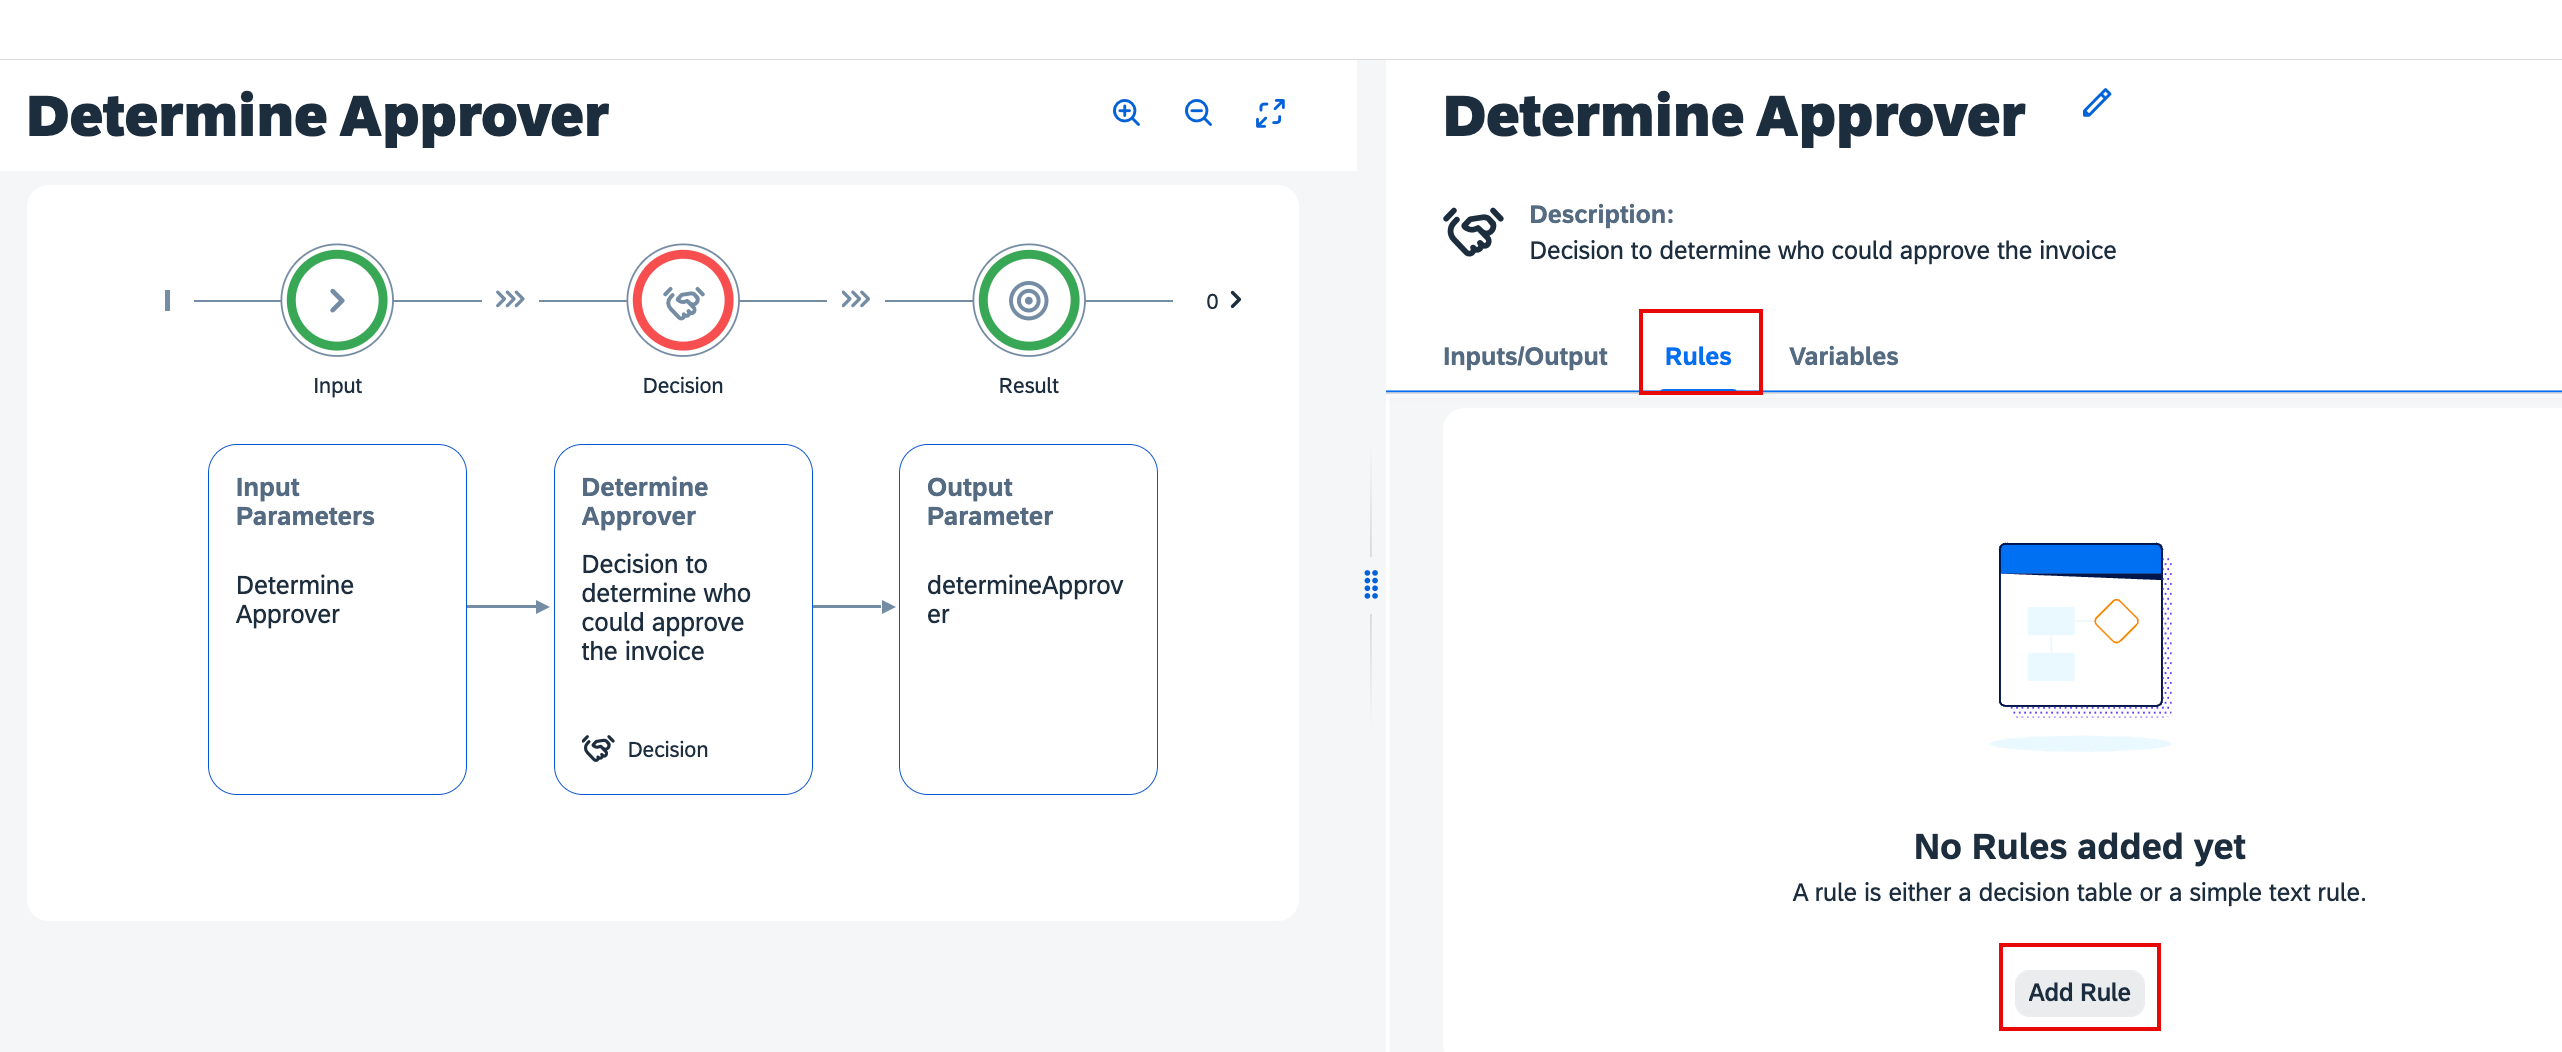 Determine Approver
0
Input
Decision
Result
Input
Parameters
Determine
Approver
Determine
Approver
Decision to
determine who
could approve
the invoice
Decision
Output
Parameter
determineApprov
er
Determine Approver
Description:
Decision to determine who could approve the invoice
Inputs/Output
Rules
Variables
No Rules added yet
A rule is either a decision table or a simple text rule.
Add Rule